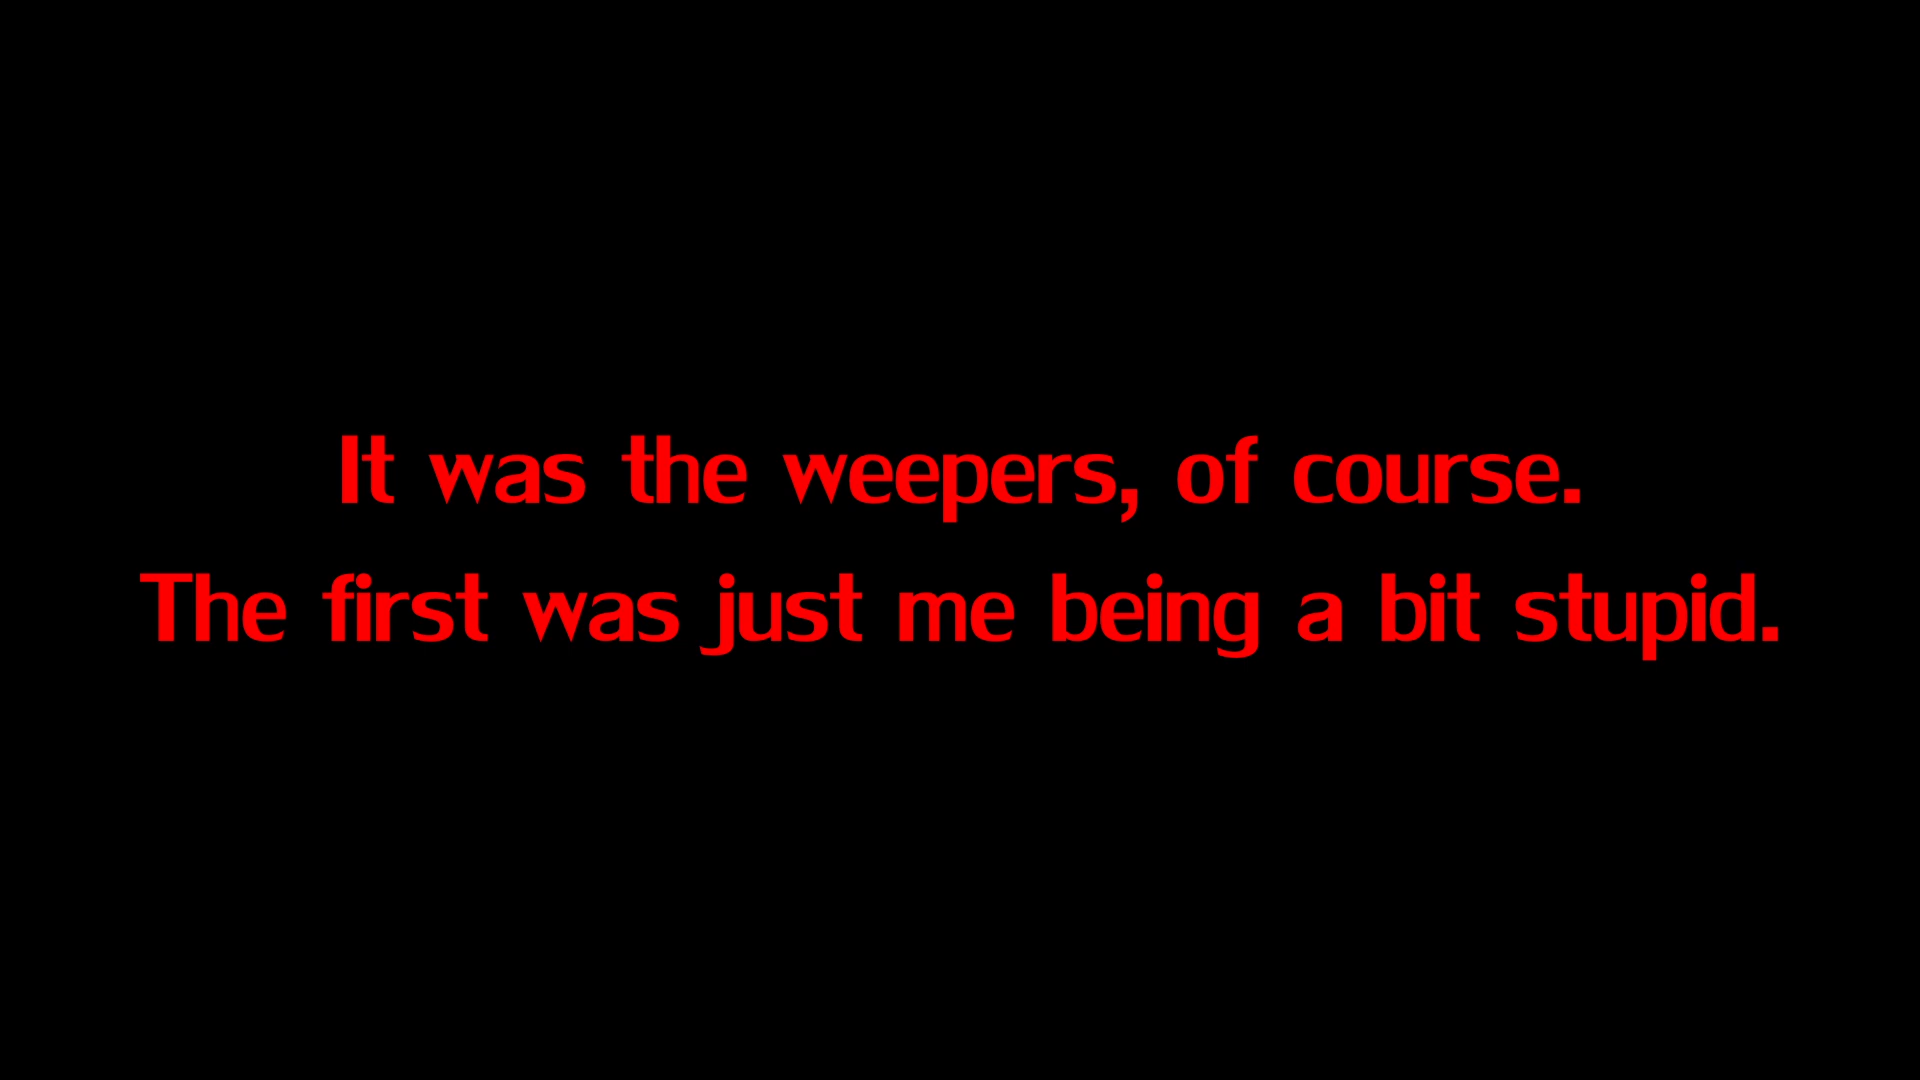 It was the weepers, of course.
The first was just me being a bit stupid.